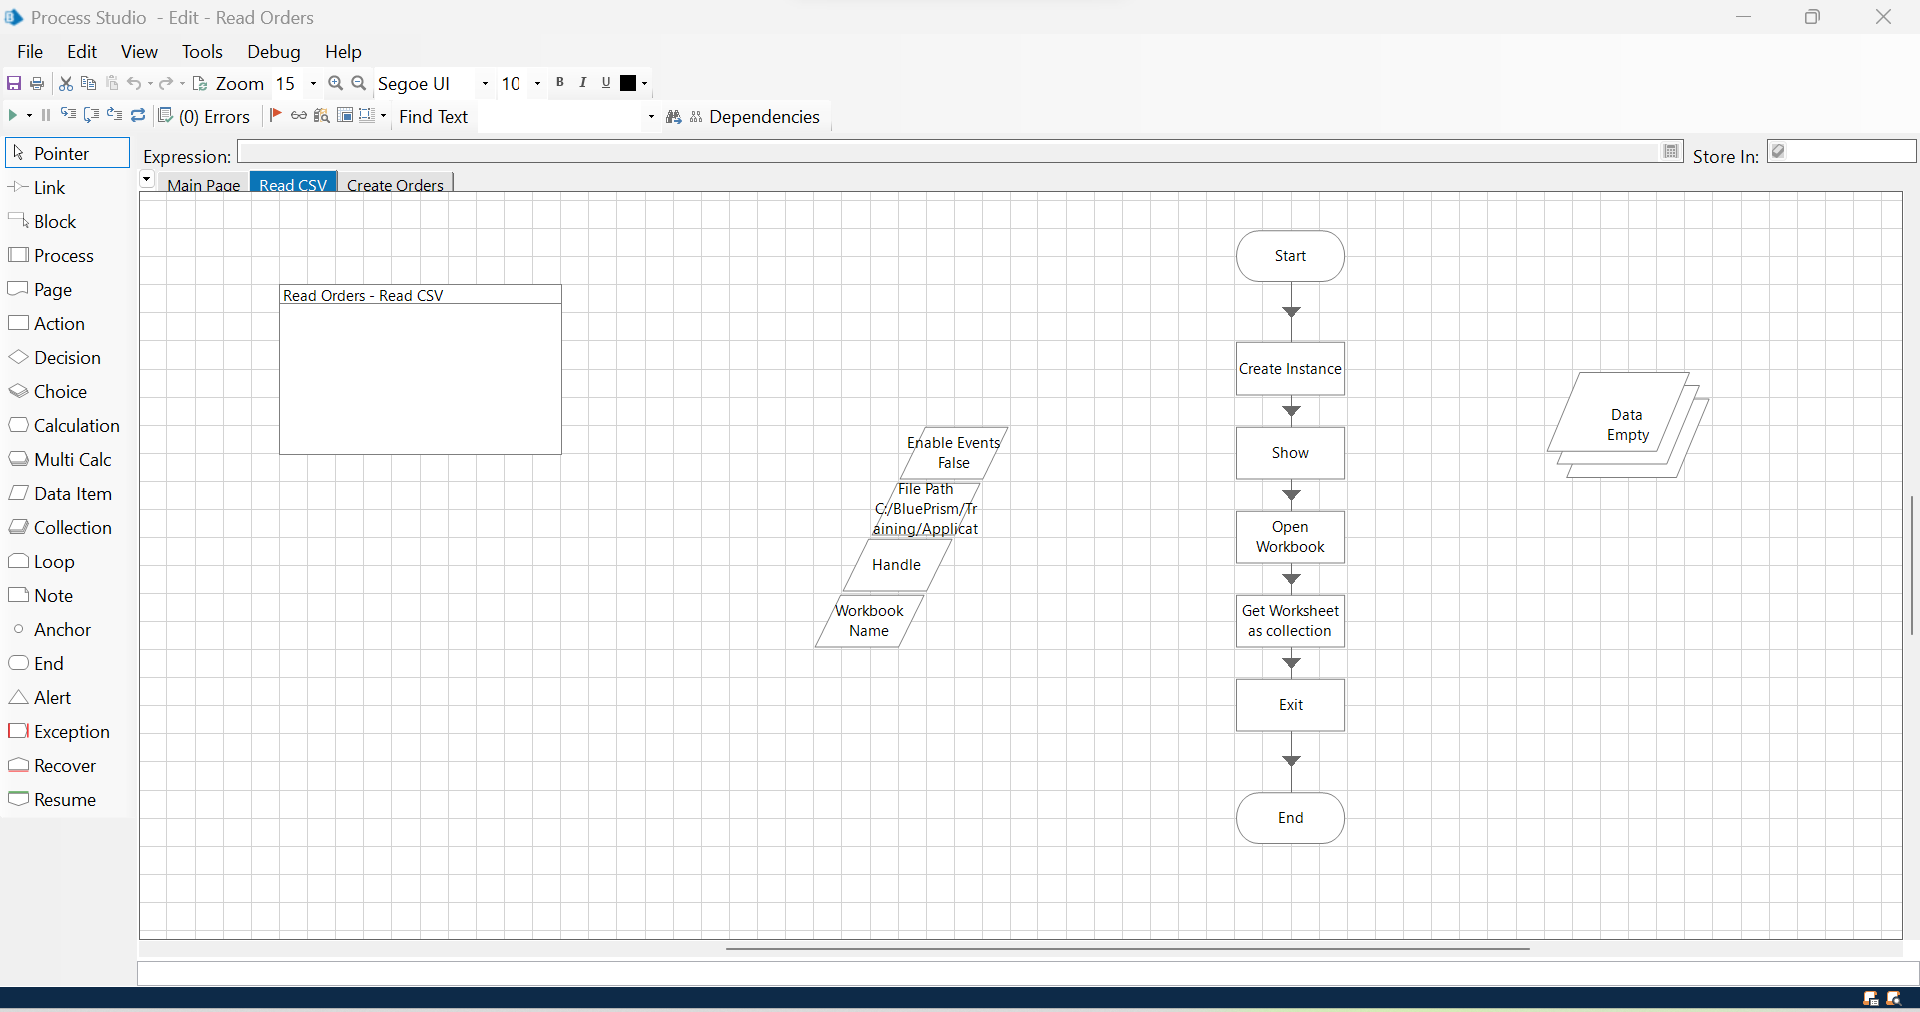 Process Studio - Edit - Read Orders
File Edit View Tools Debug Help
Zoom 15 Segoe UI 10 B I U
(0) Errors Find Text Dependencies
Pointer
Link
Block
Process
Page
Action
Decision
Choice
Calculation
Multi Calc
Data Item
Collection
Loop
Note
Anchor
End
Alert
Exception
Recover
Resume
Expression: Store In:
Main Page Read CSV Create Orders
Read Orders - Read CSV
Enable Events
False
File Path
C:/BluePrism/Tr
aining/Applicat
Handle
Workbook
Name
Start
Create Instance
Show
Open
Workbook
Get Worksheet
as collection
Exit
End
Data
Empty